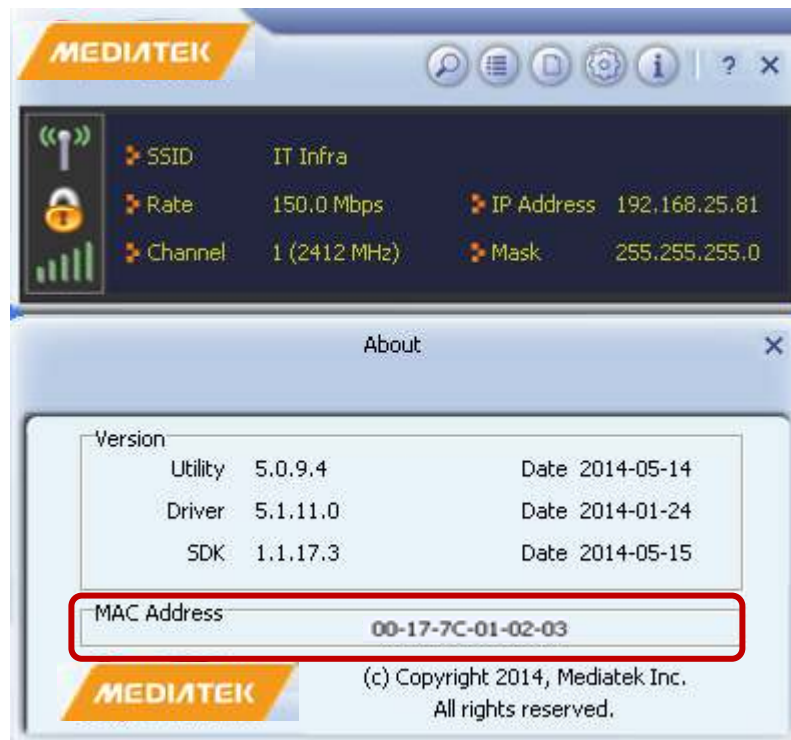 MEDIATEK
? ×
SSID IT Infra
Rate 150.0 Mbps IP Address 192.168.25.81
Channel 1 (2412 MHz) Mask 255.255.255.0
About ×
Version
Utility 5.0.9.4 Date 2014-05-14
Driver 5.1.11.0 Date 2014-01-24
SDK 1.1.17.3 Date 2014-05-15
MAC Address
00-17-7C-01-02-03
MEDIATEK
(c) Copyright 2014, Mediatek Inc.
All rights reserved.